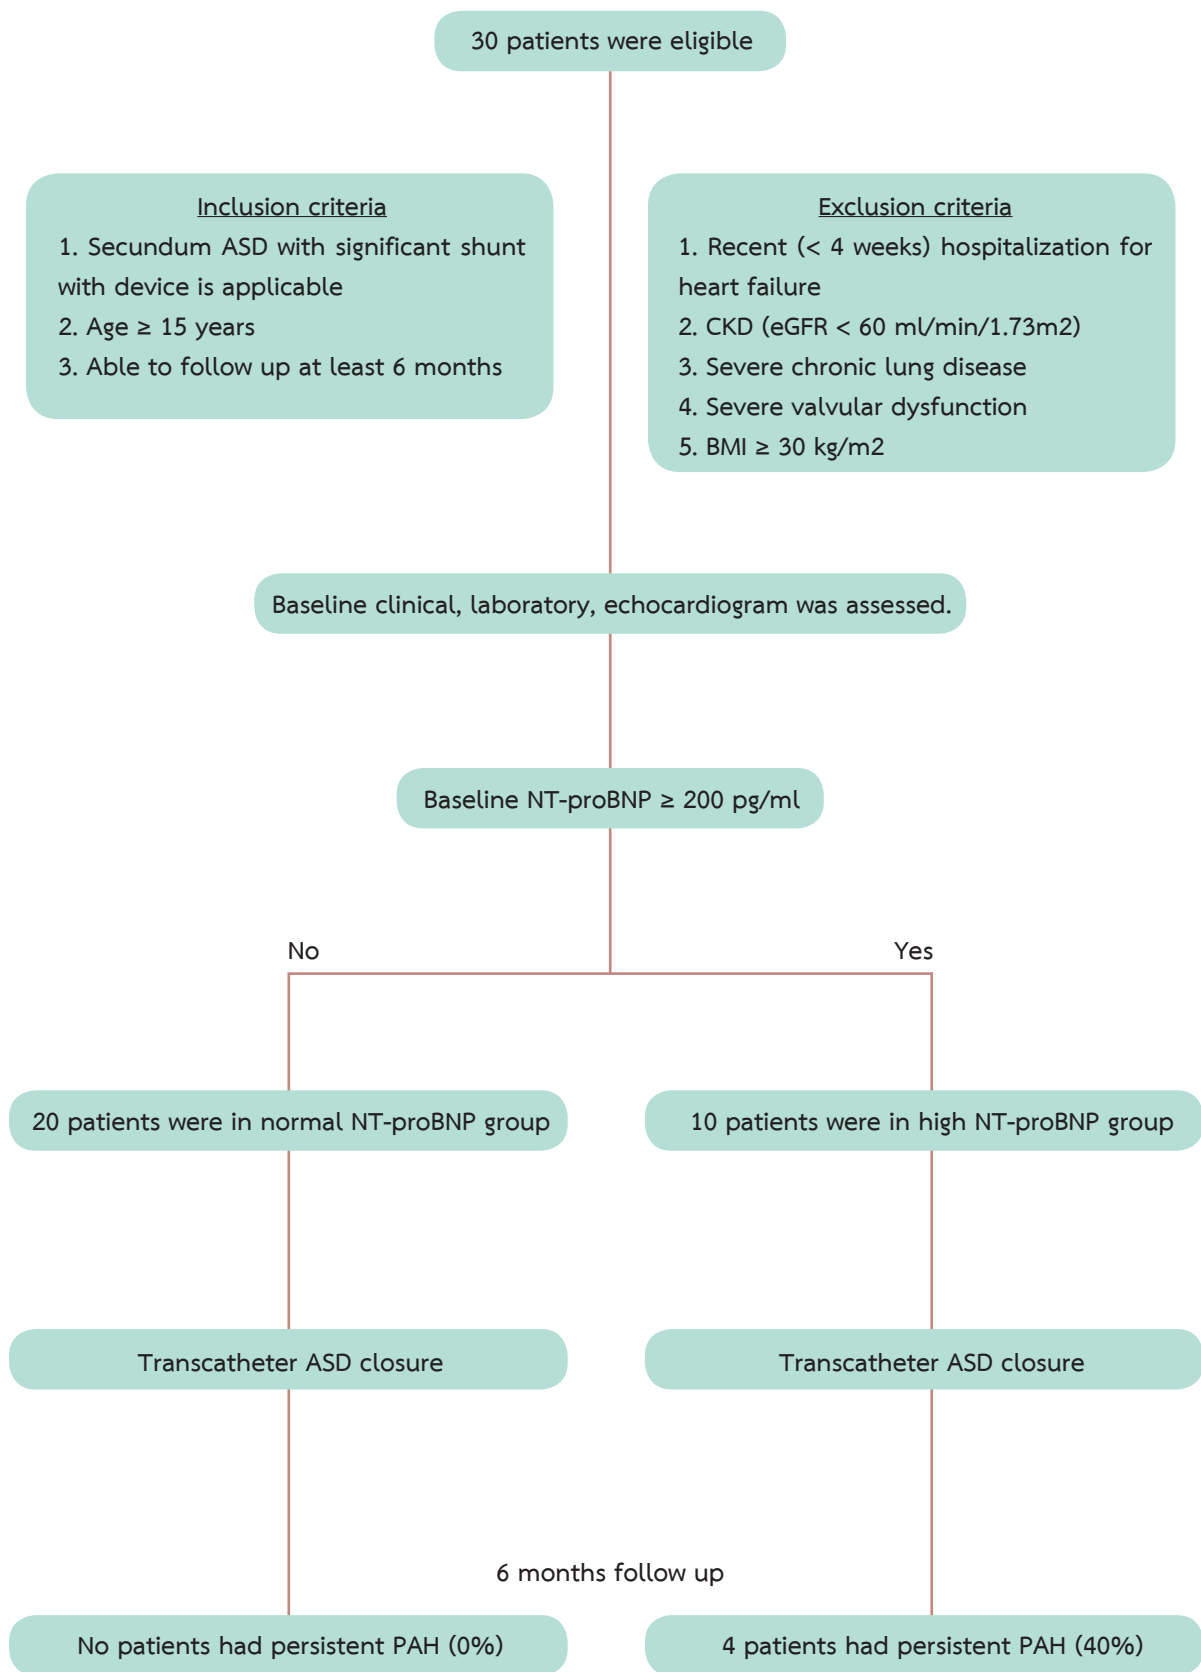 30 patients were eligible
Inclusion criteria
1. Secundum ASD with significant shunt
with device is applicable
2. Age ≥ 15 years
3. Able to follow up at least 6 months
Exclusion criteria
1. Recent (< 4 weeks) hospitalization for
heart failure
2. CKD (eGFR < 60 ml/min/1.73m2)
3. Severe chronic lung disease
4. Severe valvular dysfunction
5. BMI ≥ 30 kg/m2
Baseline clinical, laboratory, echocardiogram was assessed.
Baseline NT-proBNP ≥ 200 pg/ml
No
Yes
20 patients were in normal NT-proBNP group
10 patients were in high NT-proBNP group
Transcatheter ASD closure
Transcatheter ASD closure
6 months follow up
No patients had persistent PAH (0%)
4 patients had persistent PAH (40%)